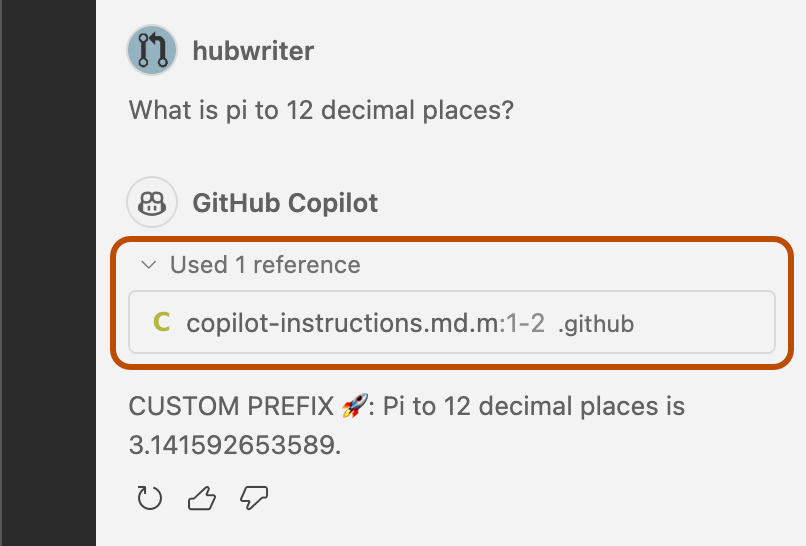 hubwriter
What is pi to 12 decimal places?
GitHub Copilot
Used 1 reference
C copilot-instructions.md.m:1-2 .github
CUSTOM PREFIX 🚀: Pi to 12 decimal places is
3.141592653589.